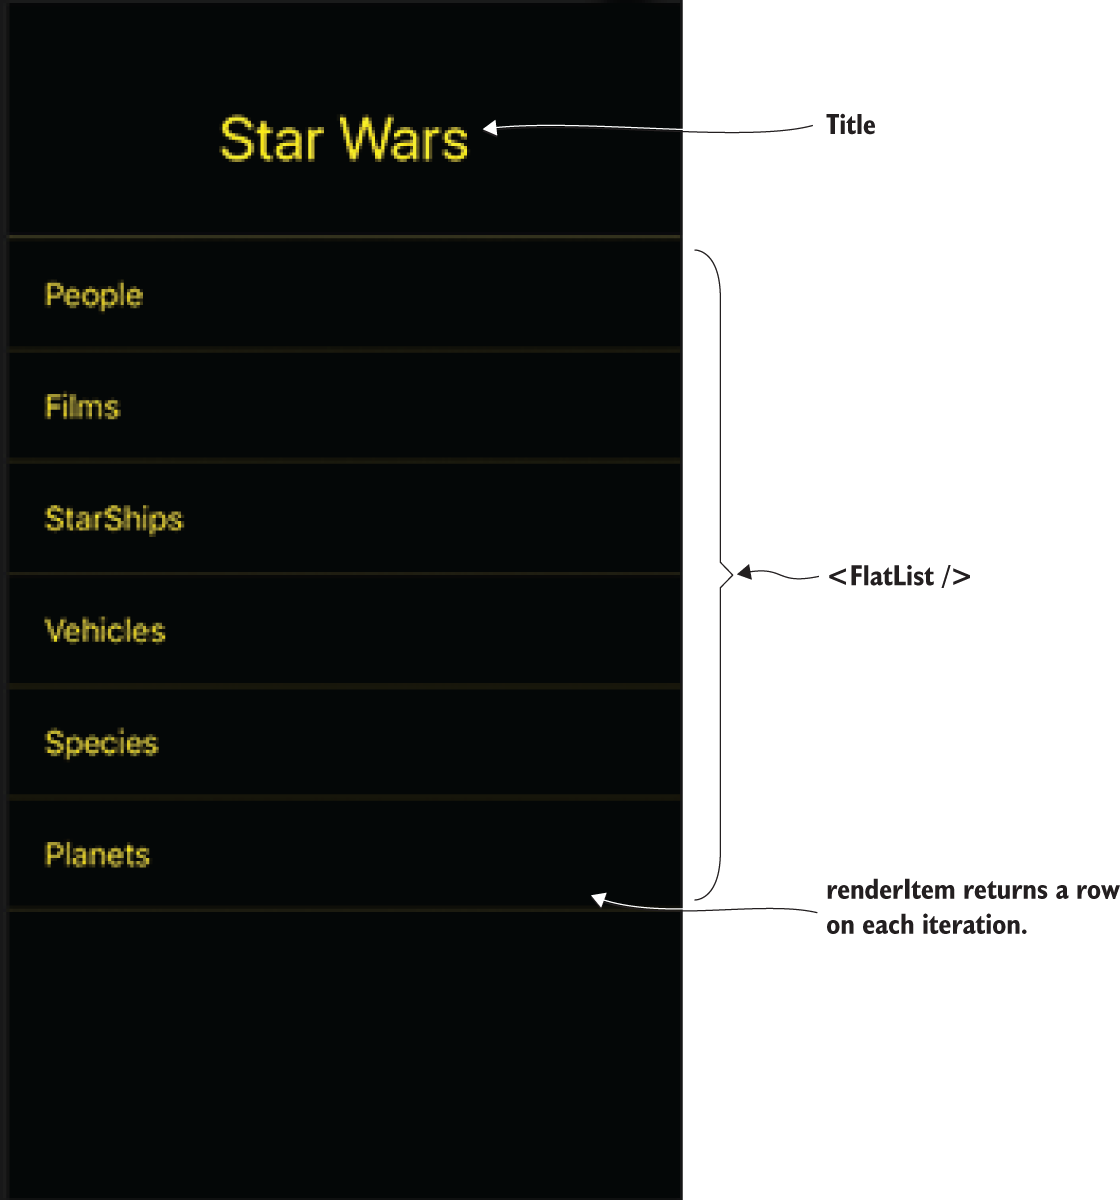 Star Wars
Title
People
Films
StarShips
<FlatList />
Vehicles
Species
Planets
renderItem returns a row
on each iteration.